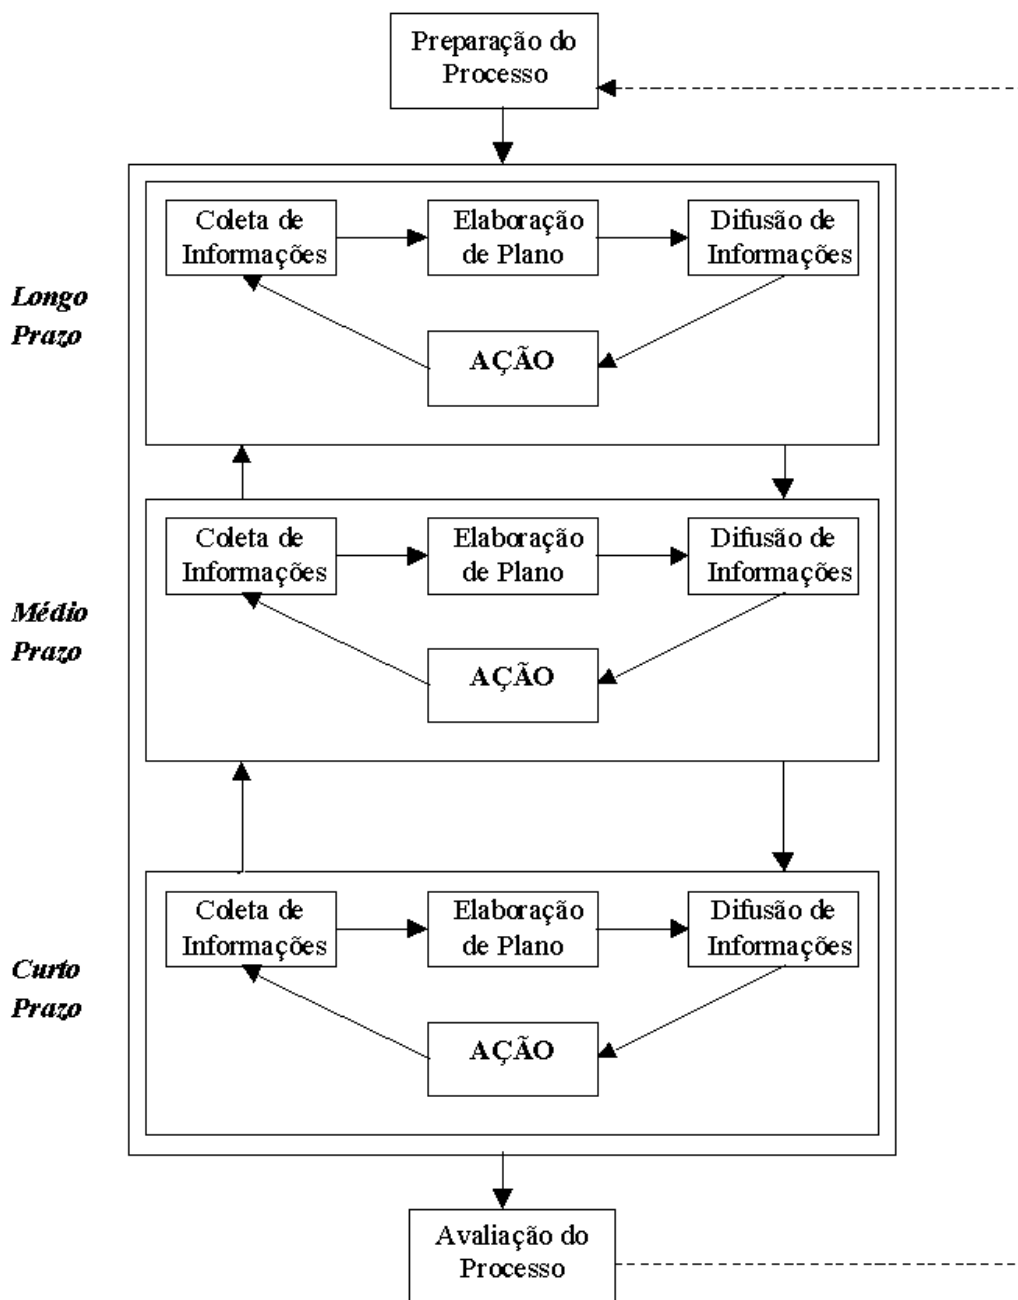 Preparação do
Processo
Coleta de
Informações
Elaboração
de Plano
Difusão de
Informações
Longo
Prazo
AÇÃO
Coleta de
Informações
Elaboração
de Plano
Difusão de
Informações
Médio
Prazo
AÇÃO
Coleta de
Informações
Elaboração
de Plano
Difusão de
Informações
Curto
Prazo
AÇÃO
Avaliação do
Processo